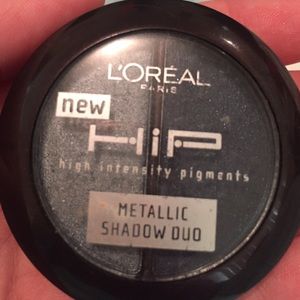 L'ORÉAL
PARIS
new
HiP
high intensity pigments
METALLIC
SHADOW DUO